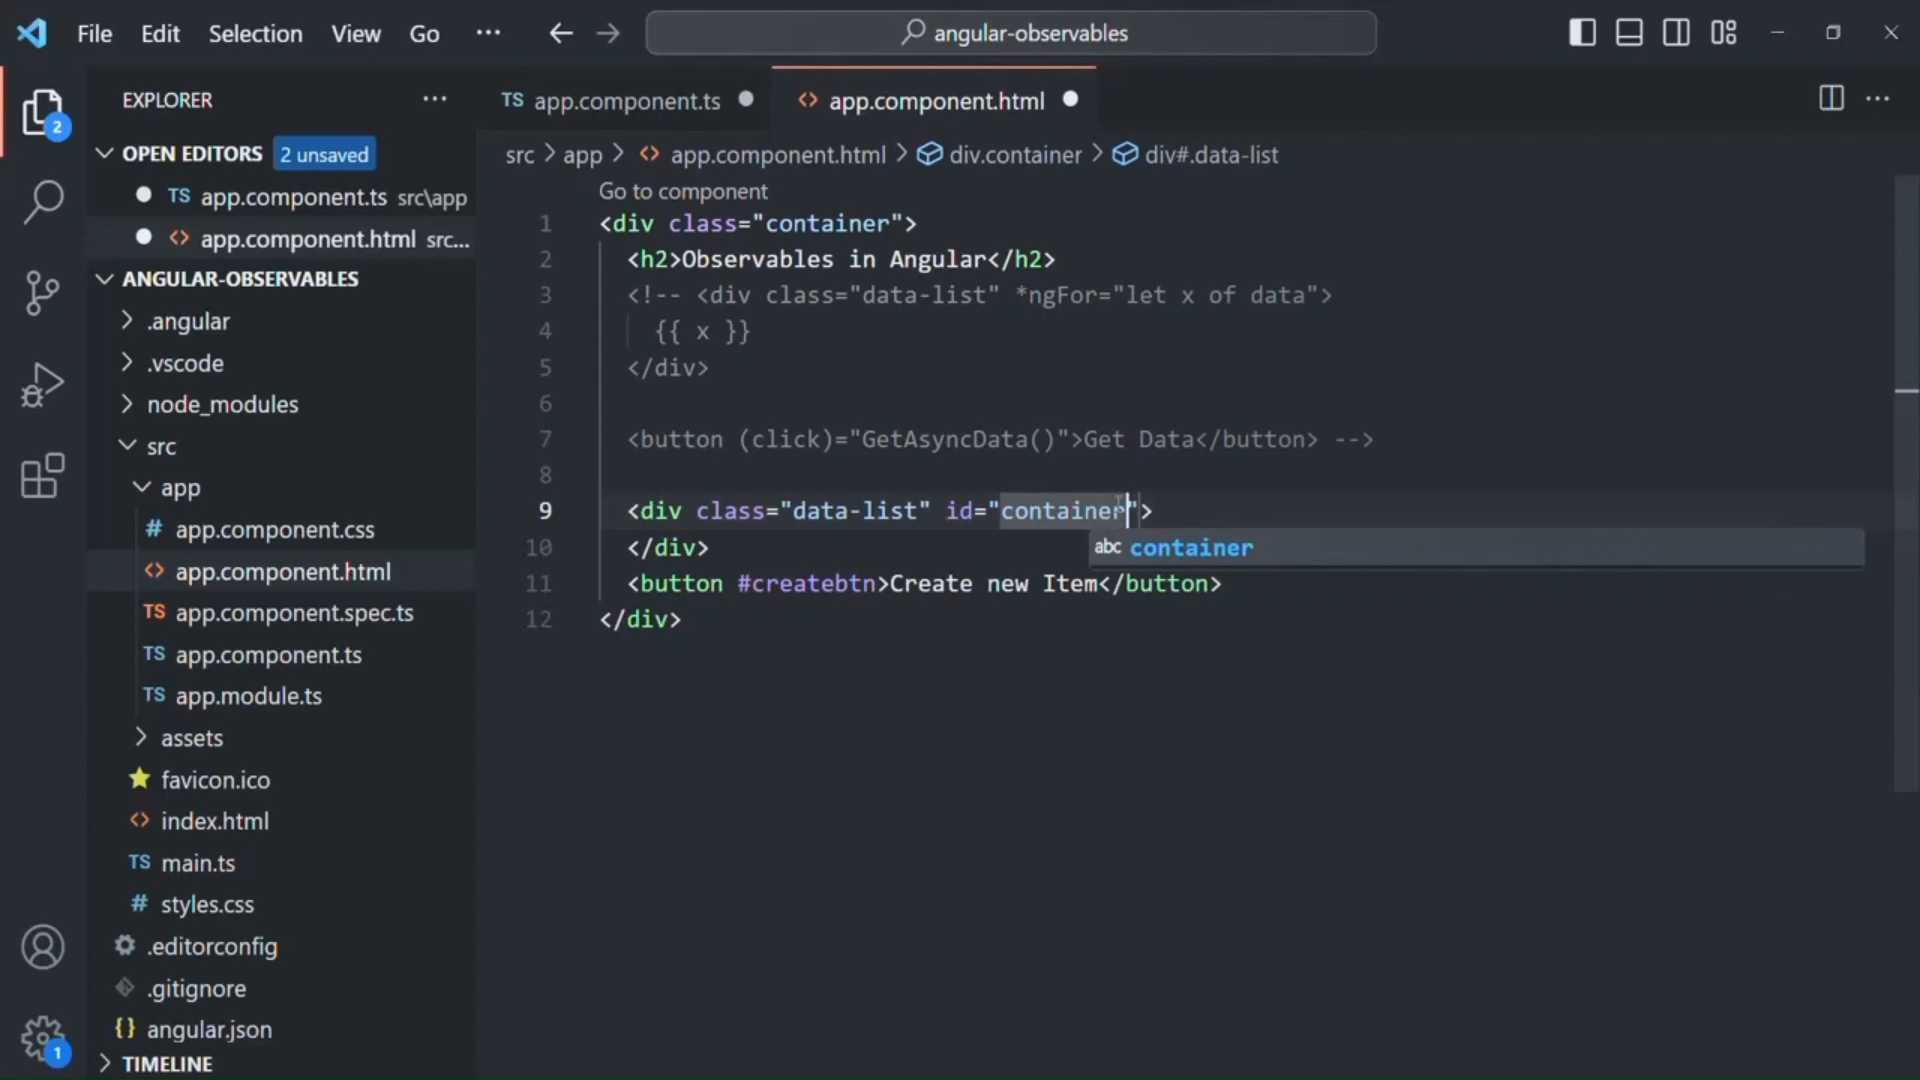 File Edit Selection View Go ··· angular-observables
EXPLORER ···
OPEN EDITORS 2 unsaved
TS app.component.ts src\app
<> app.component.html src...
ANGULAR-OBSERVABLES
.angular
.vscode
node_modules
src
app
# app.component.css
<> app.component.html
TS app.component.spec.ts
TS app.component.ts
TS app.module.ts
assets
favicon.ico
<> index.html
TS main.ts
# styles.css
.editorconfig
.gitignore
{} angular.json
TIMELINE
2
1
TS app.component.ts <> app.component.html
src > app > <> app.component.html > div.container > div#.data-list
Go to component
1 <div class="container">
2 <h2>Observables in Angular</h2>
3 <!-- <div class="data-list" *ngFor="let x of data">
4 {{ x }}
5 </div>
6
7 <button (click)="GetAsyncData()">Get Data</button> -->
8
9 <div class="data-list" id="container">
abc container
10 </div>
11 <button #createbtn>Create new Item</button>
12 </div>